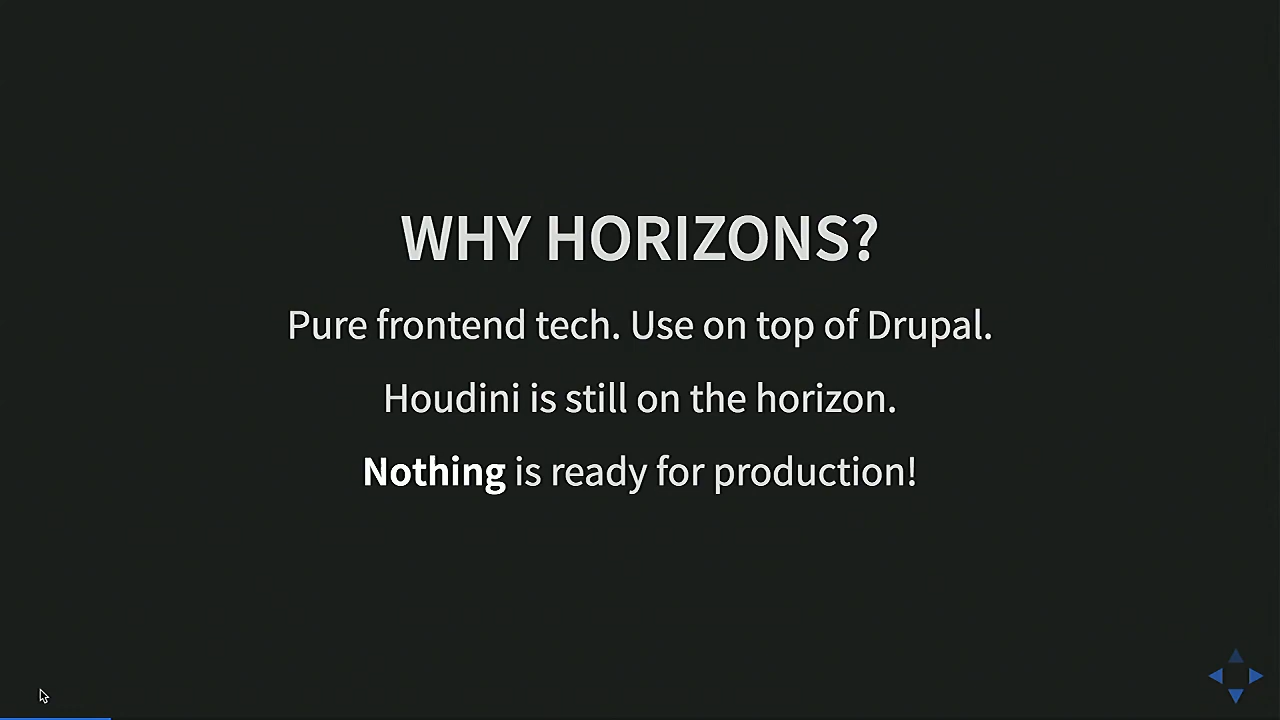 WHY HORIZONS?
Pure frontend tech. Use on top of Drupal.
Houdini is still on the horizon.
Nothing is ready for production!